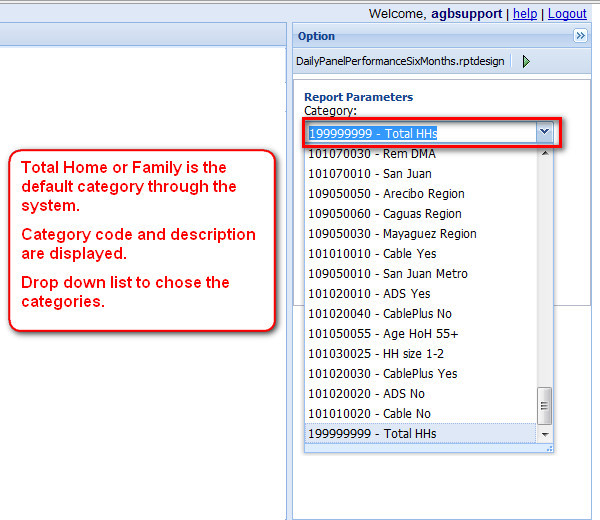 Welcome, agbsupport | help | Logout
Option
DailyPanelPerformanceSixMonths.rptdesign
Report Parameters
Category:
199999999 - Total HHs
101070030 - Rem DMA
101070010 - San Juan
109050050 - Arecibo Region
109050060 - Caguas Region
109050030 - Mayaguez Region
101010010 - Cable Yes
109050010 - San Juan Metro
101020010 - ADS Yes
101020040 - CablePlus No
101050055 - Age HoH 55+
101030025 - HH size 1-2
101020030 - CablePlus Yes
101020020 - ADS No
101010020 - Cable No
199999999 - Total HHs
Total Home or Family is the
default category through the
system.
Category code and description
are displayed.
Drop down list to chose the
categories.